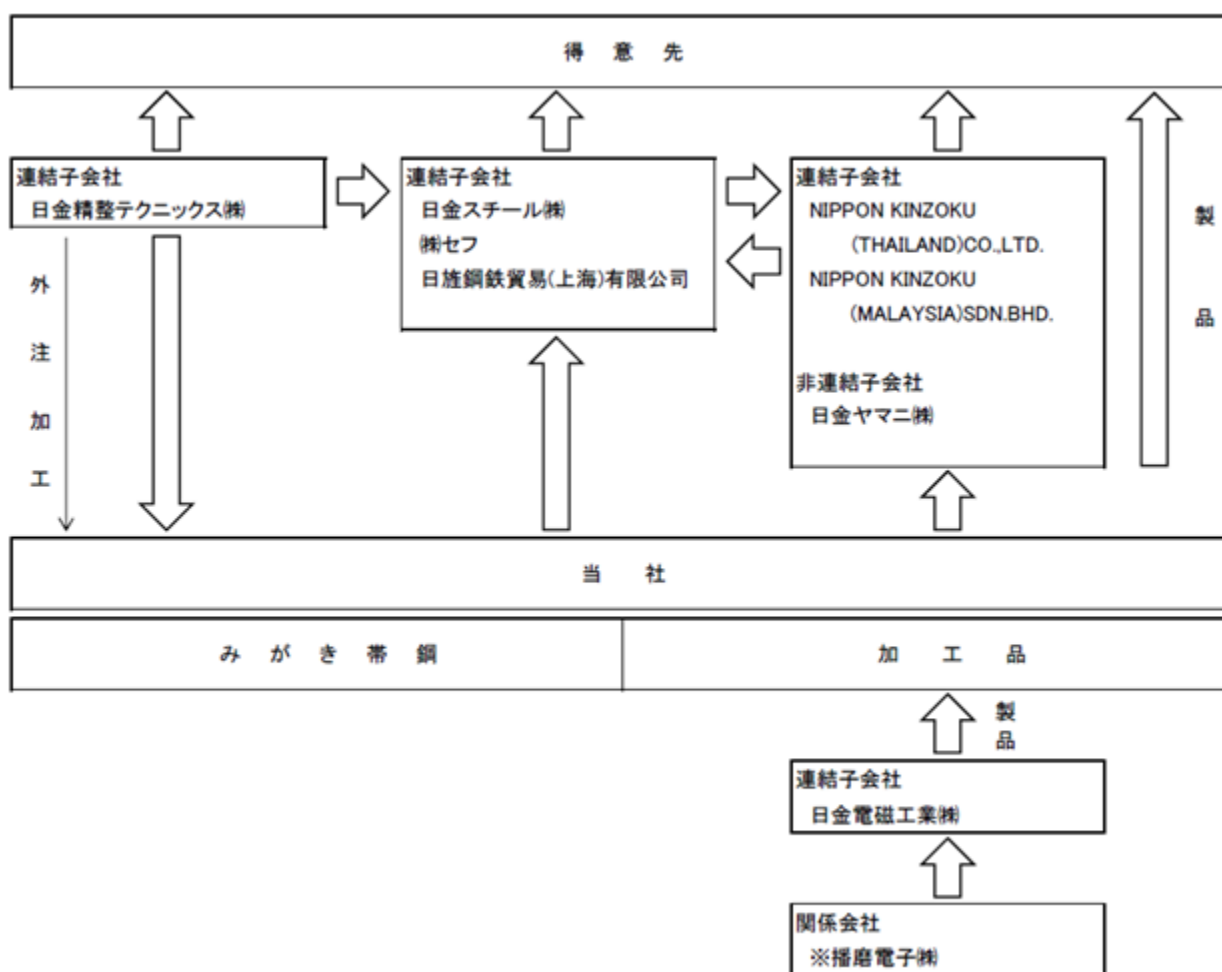 得意先
連結子会社
日金精整テクニックス㈱
連結子会社
日金スチール㈱
㈱セフ
日旌鋼鉄貿易(上海)有限公司
連結子会社
NIPPON KINZOKU
(THAILAND)CO.,LTD.
NIPPON KINZOKU
(MALAYSIA)SDN.BHD.
非連結子会社
日金ヤマニ㈱
製品
外注加工
当社
みがき帯鋼
加工品
製品
連結子会社
日金電磁工業㈱
関係会社
※播磨電子㈱